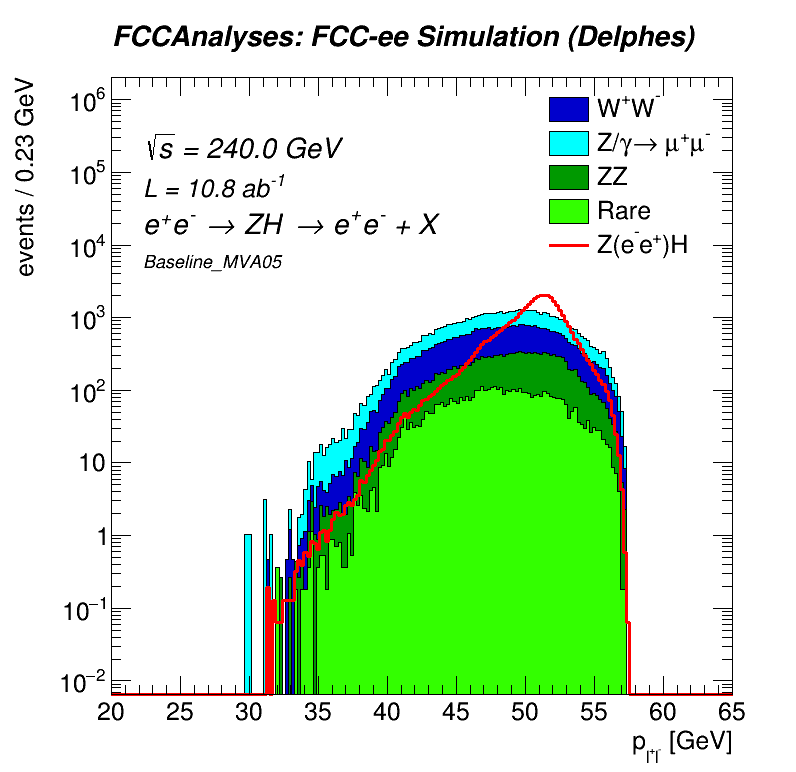 FCCAnalyses: FCC-ee Simulation (Delphes)
events / 0.23 GeV
10⁶
10⁵
10⁴
10³
10²
10
1
10⁻¹
10⁻²
√s = 240.0 GeV
L = 10.8 ab⁻¹
e⁺e⁻ → ZH → e⁺e⁻ + X
Baseline_MVA05
W⁺W⁻
Z/γ→ μ⁺μ⁻
ZZ
Rare
Z(e⁻e⁺)H
20 25 30 35 40 45 50 55 60 65
p_{l⁺l⁻} [GeV]